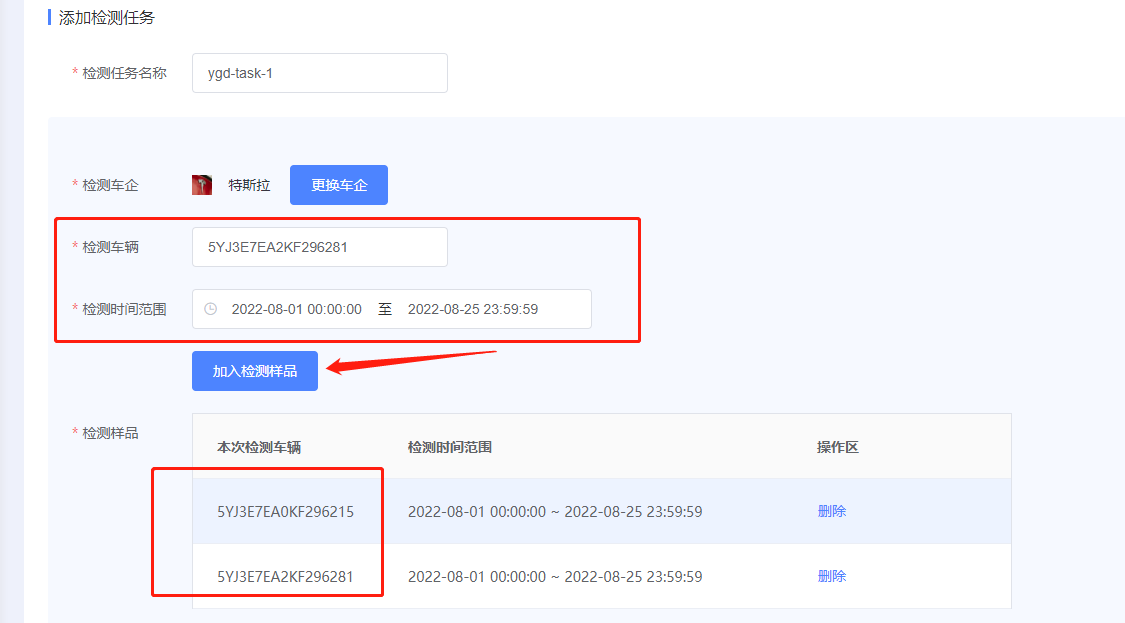 添加检测任务
* 检测任务名称 ygd-task-1
* 检测车企 特斯拉 更换车企
* 检测车辆 5YJ3E7EA2KF296281
* 检测时间范围 2022-08-01 00:00:00 至 2022-08-25 23:59:59
加入检测样品
* 检测样品
本次检测车辆 检测时间范围 操作区
5YJ3E7EA0KF296215 2022-08-01 00:00:00 ~ 2022-08-25 23:59:59 删除
5YJ3E7EA2KF296281 2022-08-01 00:00:00 ~ 2022-08-25 23:59:59 删除